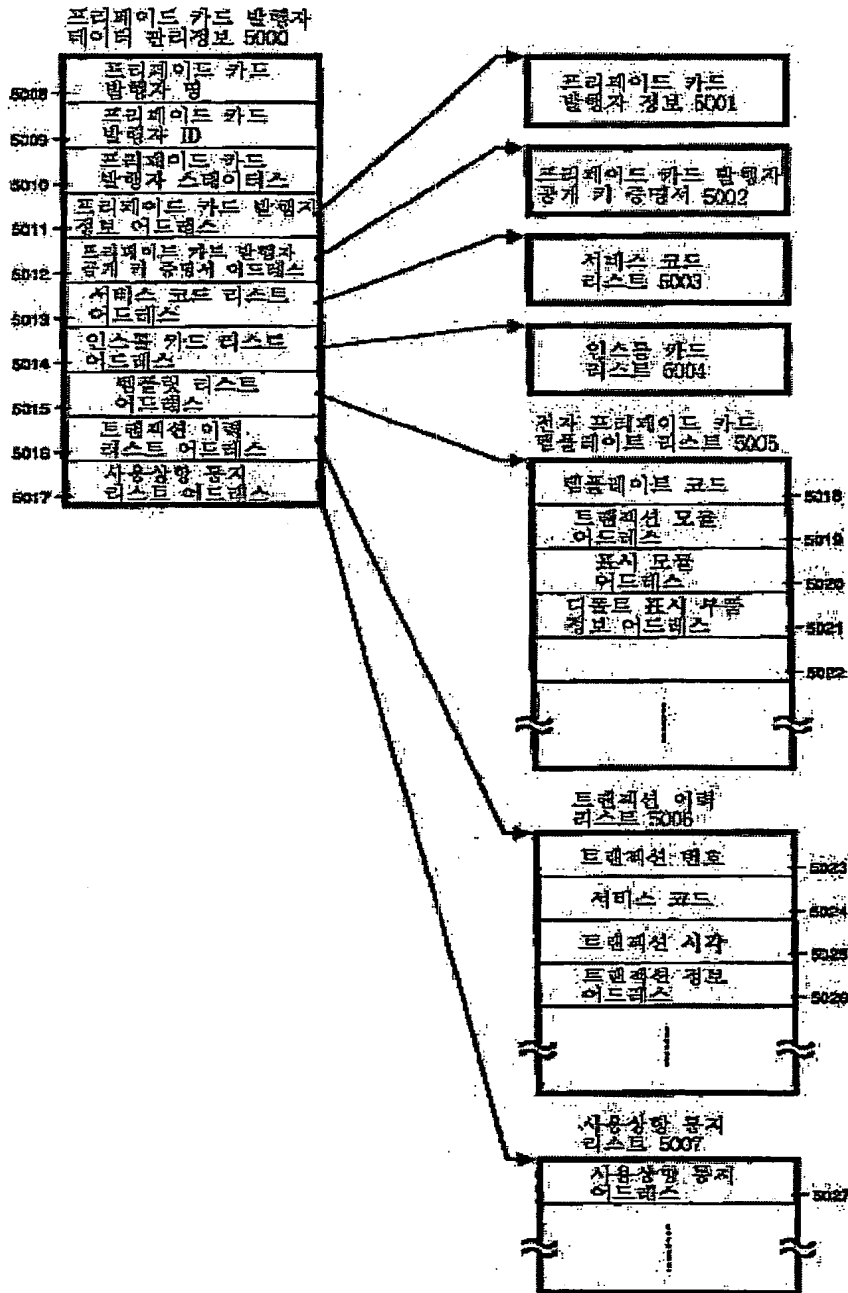 프리페이드 카드 발행자
데이터 관리정보 5000
프리페이드 카드
발행자 명
5008
프리페이드 카드
발행자 ID
5009
프리페이드 카드
발행자 스테이터스
5010
프리페이드 카드 발행자
정보 어드레스
5011
프리페이드 카드 발행자
공개 키 증명서 어드레스
5012
서비스 코드 리스트
어드레스
5013
인스톨 카드 리스트
어드레스
5014
템플릿 리스트
어드레스
5015
트랜잭션 이력
리스트 어드레스
5016
사용상황 통지
리스트 어드레스
5017
프리페이드 카드
발행자 정보 5001
프리페이드 카드 발행자
공개 키 증명서 5002
서비스 코드
리스트 5003
인스톨 카드
리스트 5004
전자 프리페이드 카드
템플레이트 리스트 5005
템플레이트 코드
5018
트랜잭션 모듈
어드레스
5019
표시 모듈
어드레스
5020
디폴트 표시 부품
정보 어드레스
5021
5022
트랜잭션 이력
리스트 5006
트랜잭션 번호
5023
서비스 코드
5024
트랜잭션 시각
5025
트랜잭션 정보
어드레스
5026
사용상황 통지
리스트 5007
사용상황 통지
어드레스
5027